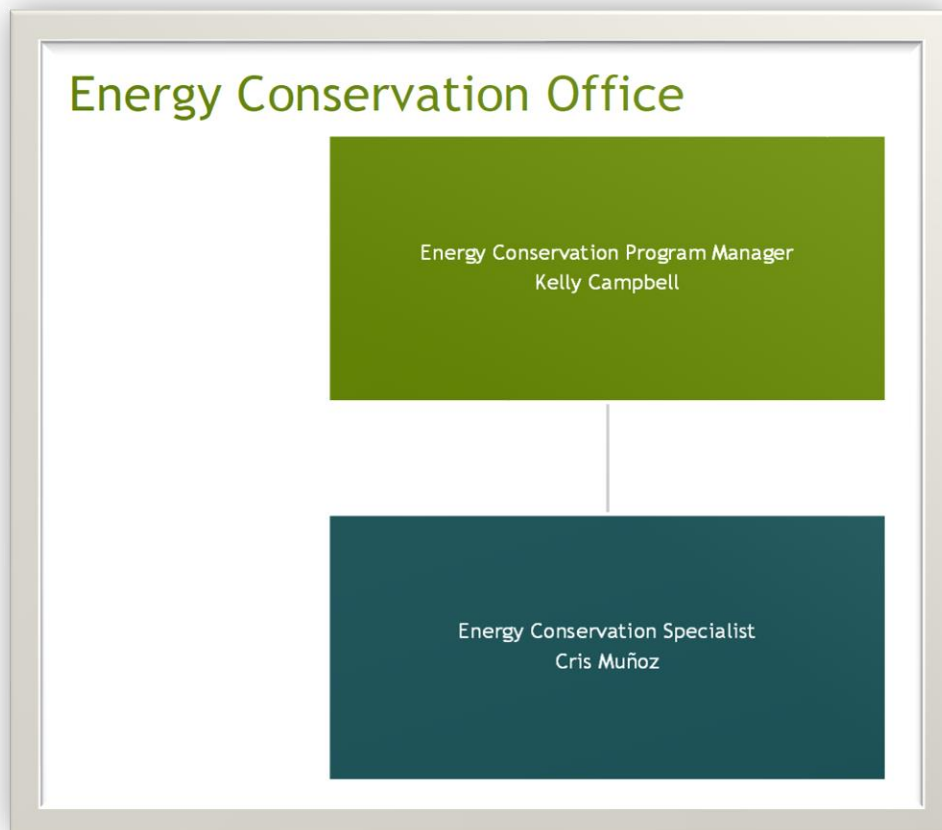 Energy Conservation Office
Energy Conservation Program Manager
Kelly Campbell
Energy Conservation Specialist
Cris Muñoz